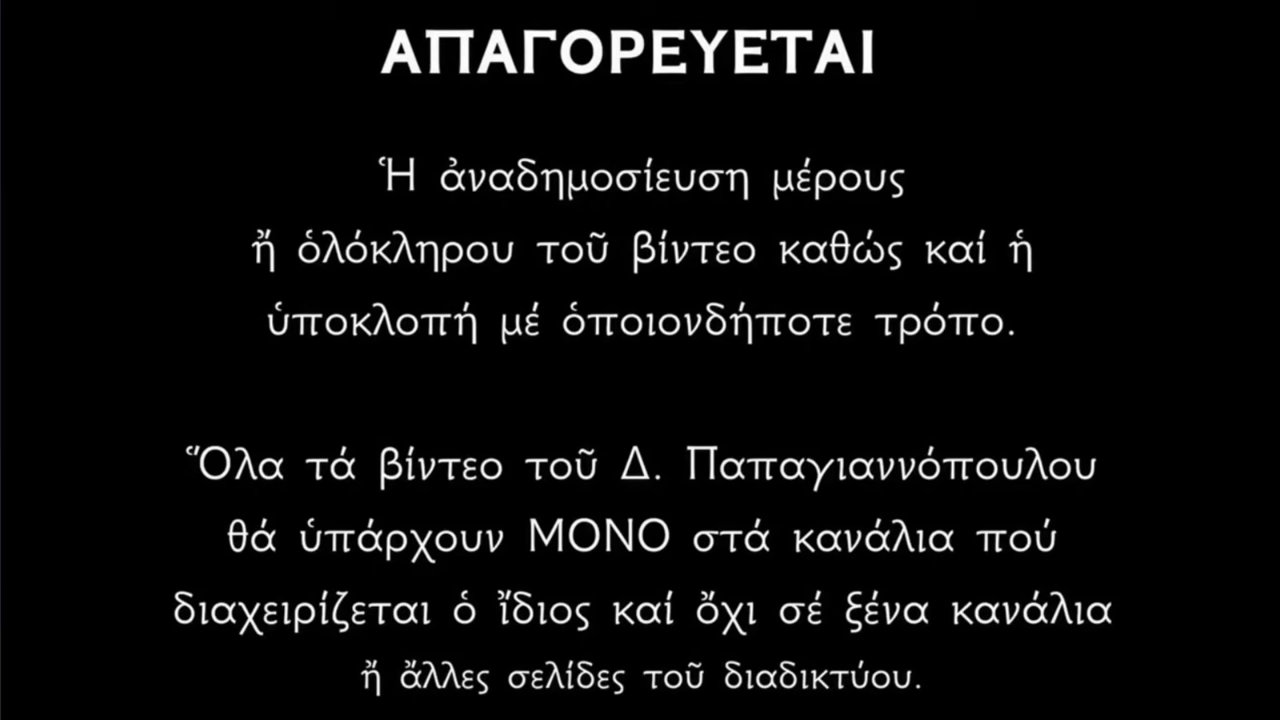 ΑΠΑΓΟΡΕΥΕΤΑΙ
Ἡ ἀναδημοσίευση μέρους
ἤ ὁλόκληρου τοῦ βίντεο καθώς καί ἡ
ὑποκλοπή μέ ὁποιονδήποτε τρόπο.
Ὅλα τά βίντεο τοῦ Δ. Παπαγιαννόπουλου
θά ὑπάρχουν ΜΟΝΟ στά κανάλια πού
διαχειρίζεται ὁ ἴδιος καί ὄχι σέ ξένα κανάλια
ἤ ἄλλες σελίδες τοῦ διαδικτύου.